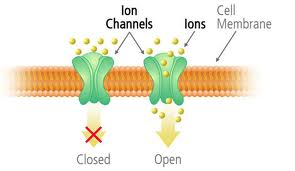 Ion
Channels
Ions
Cell
Membrane
Closed
Open